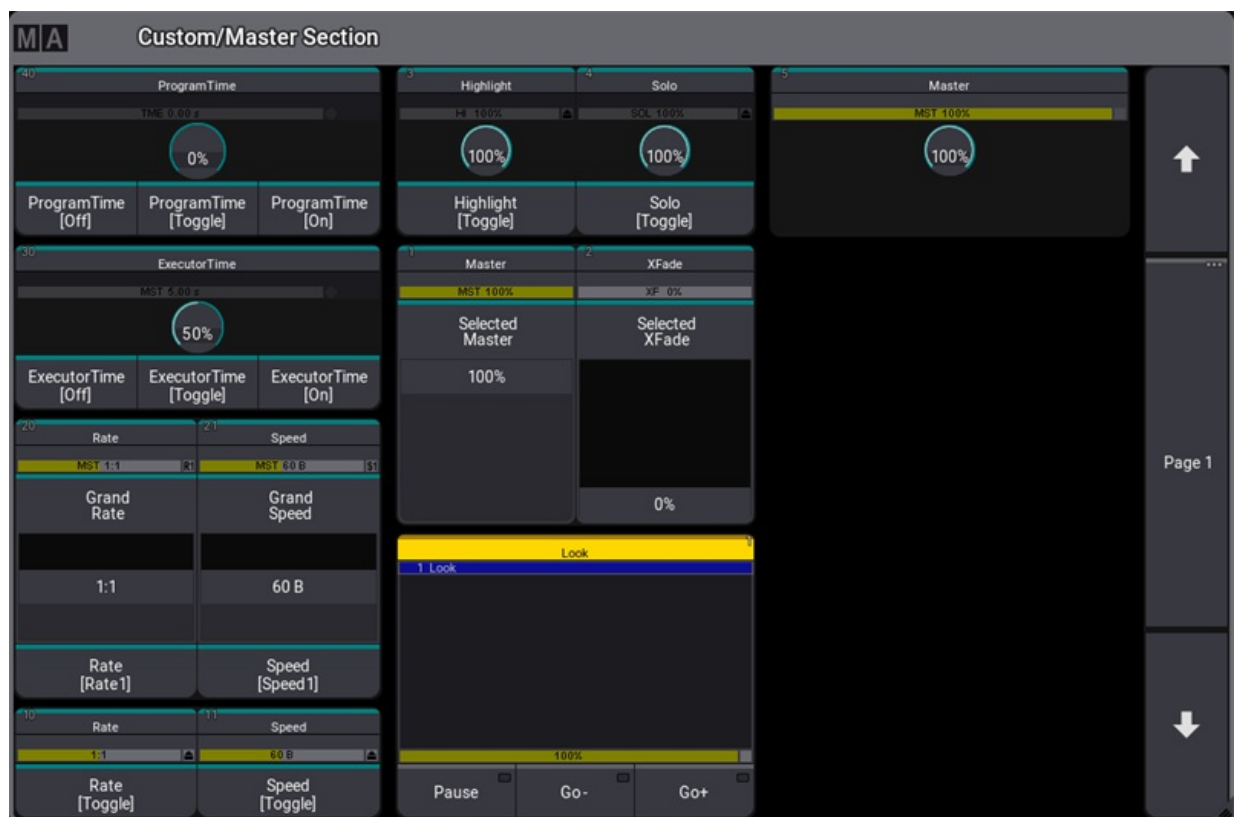 MA
Custom/Master Section
40
ProgramTime
TME 0.00 s
0%
ProgramTime
[Off]
ProgramTime
[Toggle]
ProgramTime
[On]
3
Highlight
HI 100%
100%
Highlight
[Toggle]
4
Solo
SOL 100%
100%
Solo
[Toggle]
5
Master
MST 100%
100%
30
ExecutorTime
MST 5.00 s
50%
ExecutorTime
[Off]
ExecutorTime
[Toggle]
ExecutorTime
[On]
1
Master
MST 100%
Selected
Master
100%
2
XFade
XF 0%
Selected
XFade
0%
20
Rate
MST 1:1
R1
Grand
Rate
1:1
Rate
[Rate1]
21
Speed
MST 60 B
S1
Grand
Speed
60 B
Speed
[Speed1]
Look
1
1 Look
100%
Pause
Go-
Go+
10
Rate
1:1
Rate
[Toggle]
11
Speed
60 B
Speed
[Toggle]
Page 1